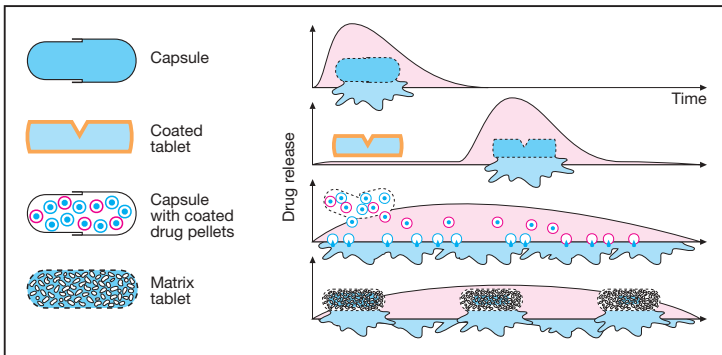 Capsule
Coated
tablet
Capsule
with coated
drug pellets
Matrix
tablet
Drug release
Time